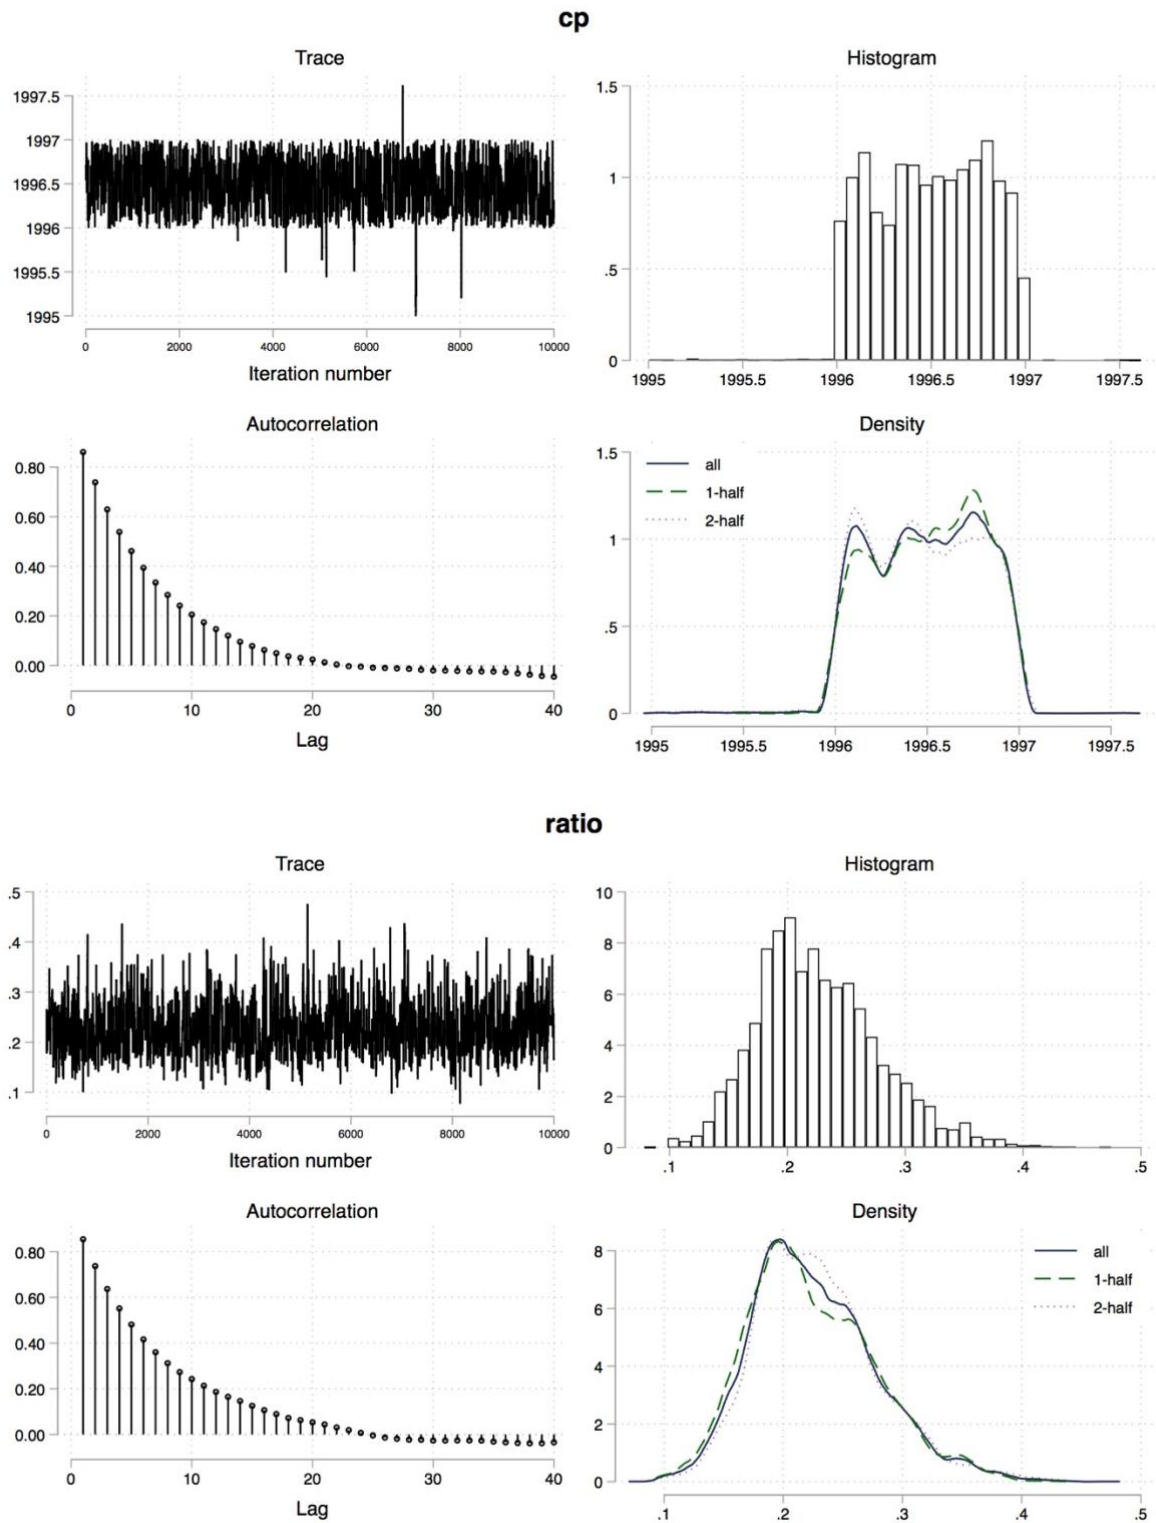 cp
Trace
1997.5
1997
1996.5
1996
1995.5
1995
0 2000 4000 6000 8000 10000
Iteration number
Histogram
1.5
1
.5
0
1995 1995.5 1996 1996.5 1997 1997.5
Autocorrelation
0.80
0.60
0.40
0.20
0.00
0 10 20 30 40
Lag
Density
1.5
1
.5
0
all
1-half
2-half
1995 1995.5 1996 1996.5 1997 1997.5
ratio
Trace
.5
.4
.3
.2
.1
0 2000 4000 6000 8000 10000
Iteration number
Histogram
10
8
6
4
2
0
.1 .2 .3 .4 .5
Autocorrelation
0.80
0.60
0.40
0.20
0.00
0 10 20 30 40
Lag
Density
8
6
4
2
0
all
1-half
2-half
.1 .2 .3 .4 .5